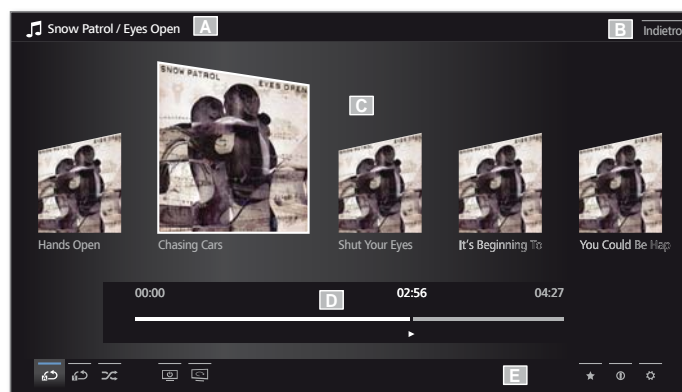 Snow Patrol / Eyes Open A
B Indietro
SNOW PATROL EYES OPEN
C
Hands Open
Chasing Cars
Shut Your Eyes
It's Beginning To
You Could Be Hap
00:00 D 02:56 04:27
E